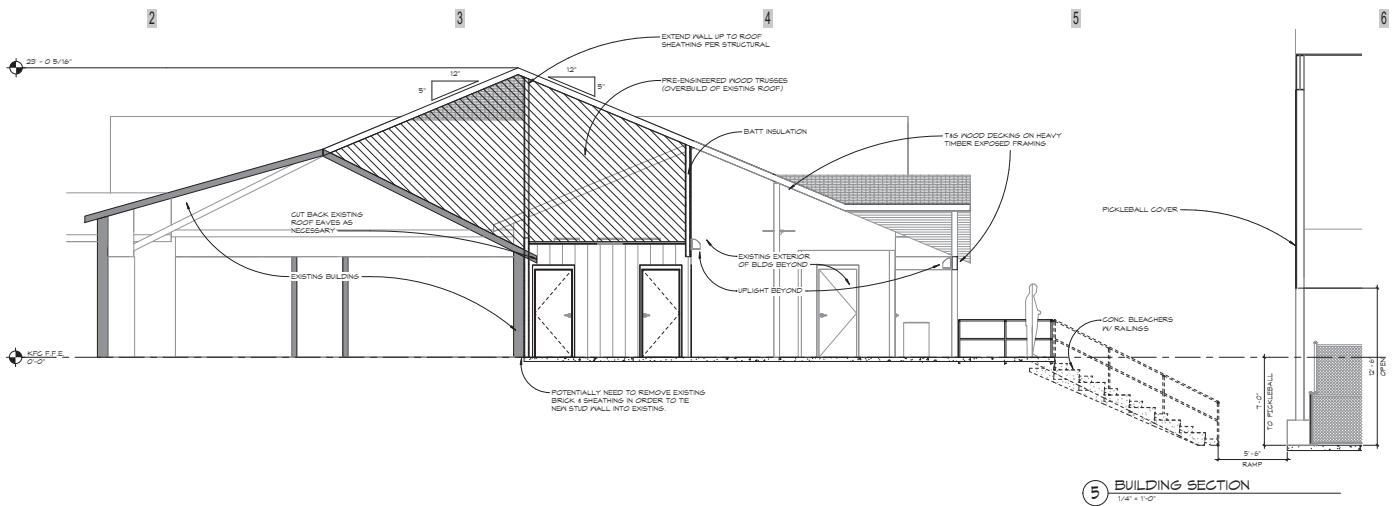 2
3
4
5
6
EXTEND WALL UP TO ROOF
SHEATHING PER STRUCTURAL
23' - 0 5/16"
12"
5"
12"
5"
PRE-ENGINEERED WOOD TRUSSES
(OVERBUILD OF EXISTING ROOF)
BATT INSULATION
T&G WOOD DECKING ON HEAVY
TIMBER EXPOSED FRAMING
CUT BACK EXISTING
ROOF EAVES AS
NECESSARY
PICKLEBALL COVER
EXISTING EXTERIOR
OF BLDG BEYOND
EXISTING BUILDING
UPLIGHT BEYOND
CONC. BLEACHERS
W/ RAILINGS
KFC F.F.E.
0'-0"
POTENTIALLY NEED TO REMOVE EXISTING
BRICK & SHEATHING IN ORDER TO TIE
NEW STUD WALL INTO EXISTING.
7'-0"
TO PICKLEBALL
12'-6"
OPEN
5'-6"
RAMP
5 BUILDING SECTION
1/4" = 1'-0"